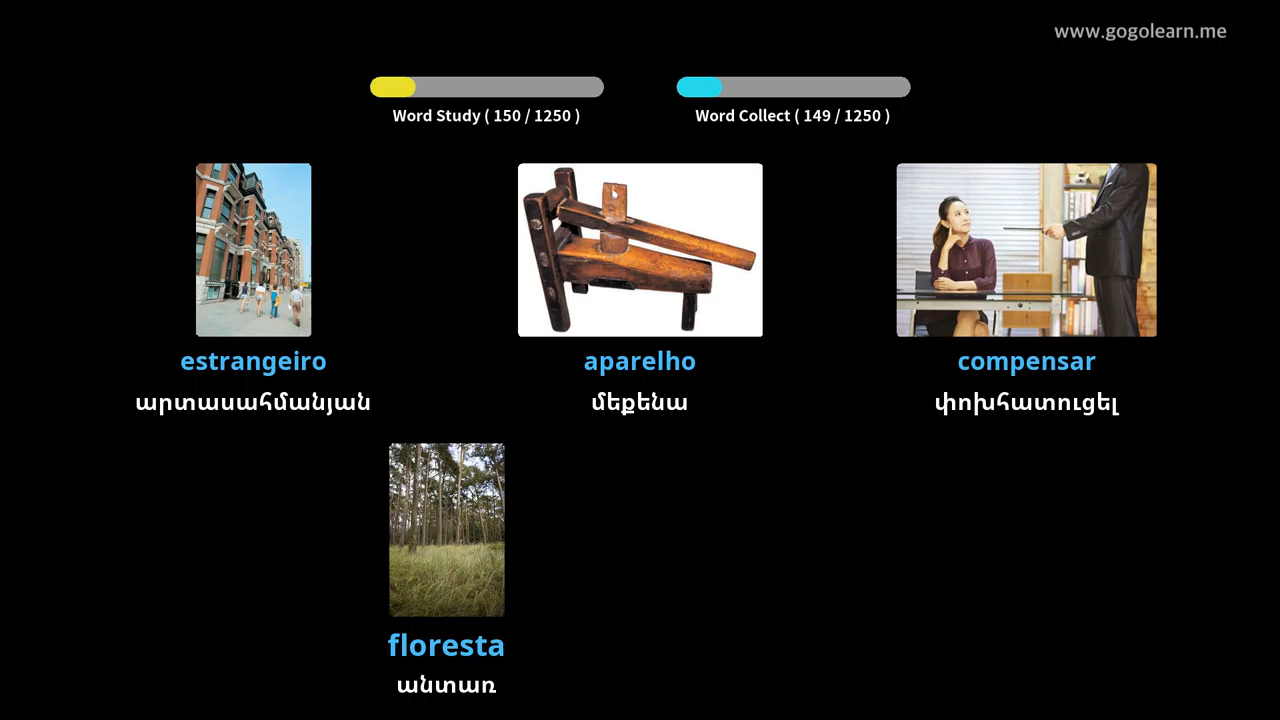 www.gogolearn.me
Word Study ( 150 / 1250 )
Word Collect ( 149 / 1250 )
estrangeiro
aparelho
compensar
արտասահմանյան
մեքենա
փոխհատուցել
floresta
անտառ